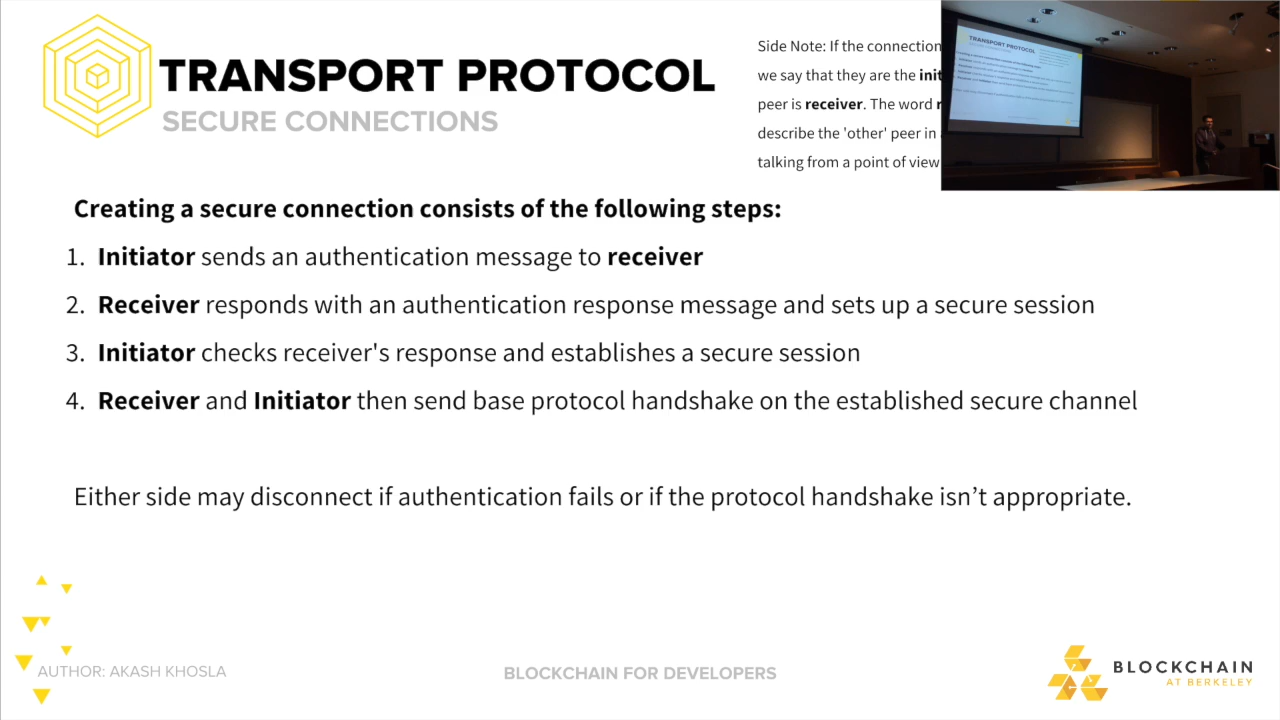 TRANSPORT PROTOCOL
SECURE CONNECTIONS
Side Note: If the connection
we say that they are the init
peer is receiver. The word r
describe the 'other' peer in
talking from a point of view
Creating a secure connection consists of the following steps:
1. Initiator sends an authentication message to receiver
2. Receiver responds with an authentication response message and sets up a secure session
3. Initiator checks receiver's response and establishes a secure session
4. Receiver and Initiator then send base protocol handshake on the established secure channel
Either side may disconnect if authentication fails or if the protocol handshake isn’t appropriate.
AUTHOR: AKASH KHOSLA
BLOCKCHAIN FOR DEVELOPERS
BLOCKCHAIN
AT BERKELEY
TRANSPORT PROTOCOL
SECURE CONNECTIONS